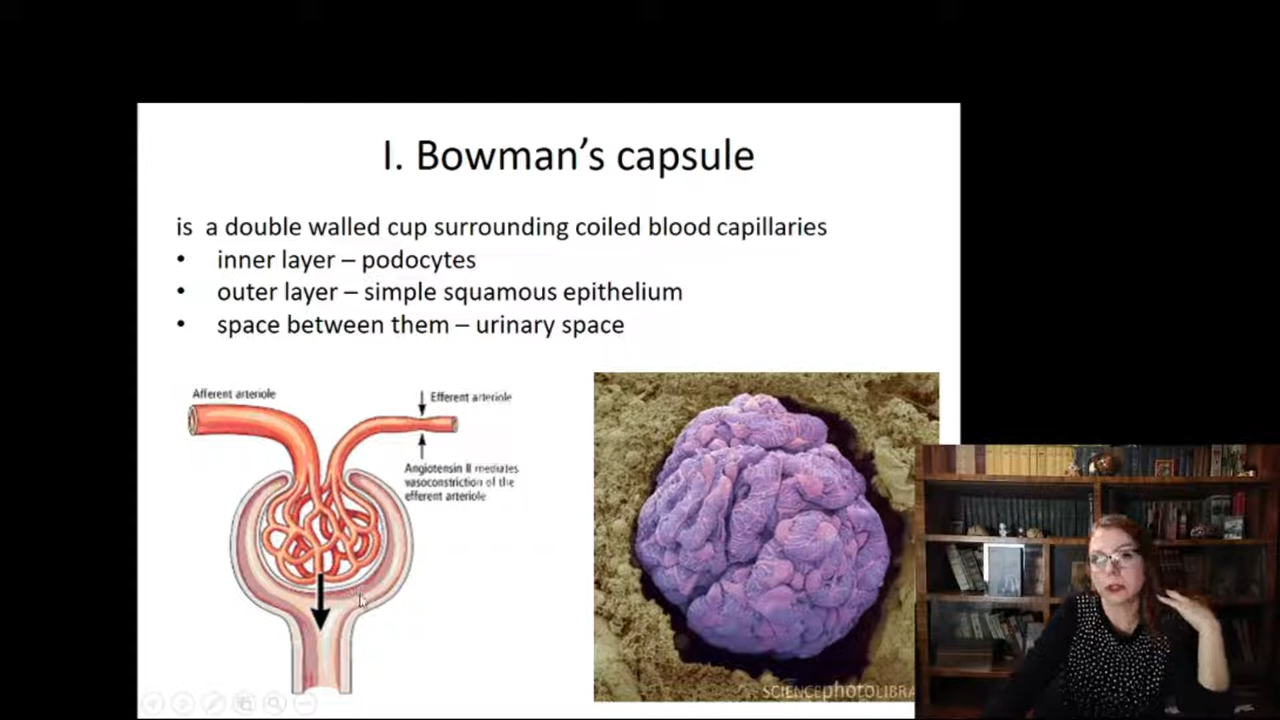 I. Bowman’s capsule
is a double walled cup surrounding coiled blood capillaries
• inner layer – podocytes
• outer layer – simple squamous epithelium
• space between them – urinary space
Afferent arteriole
Efferent arteriole
Angiotensin II mediates
vasoconstriction of the
efferent arteriole
SCIENCEphotoLIBRA